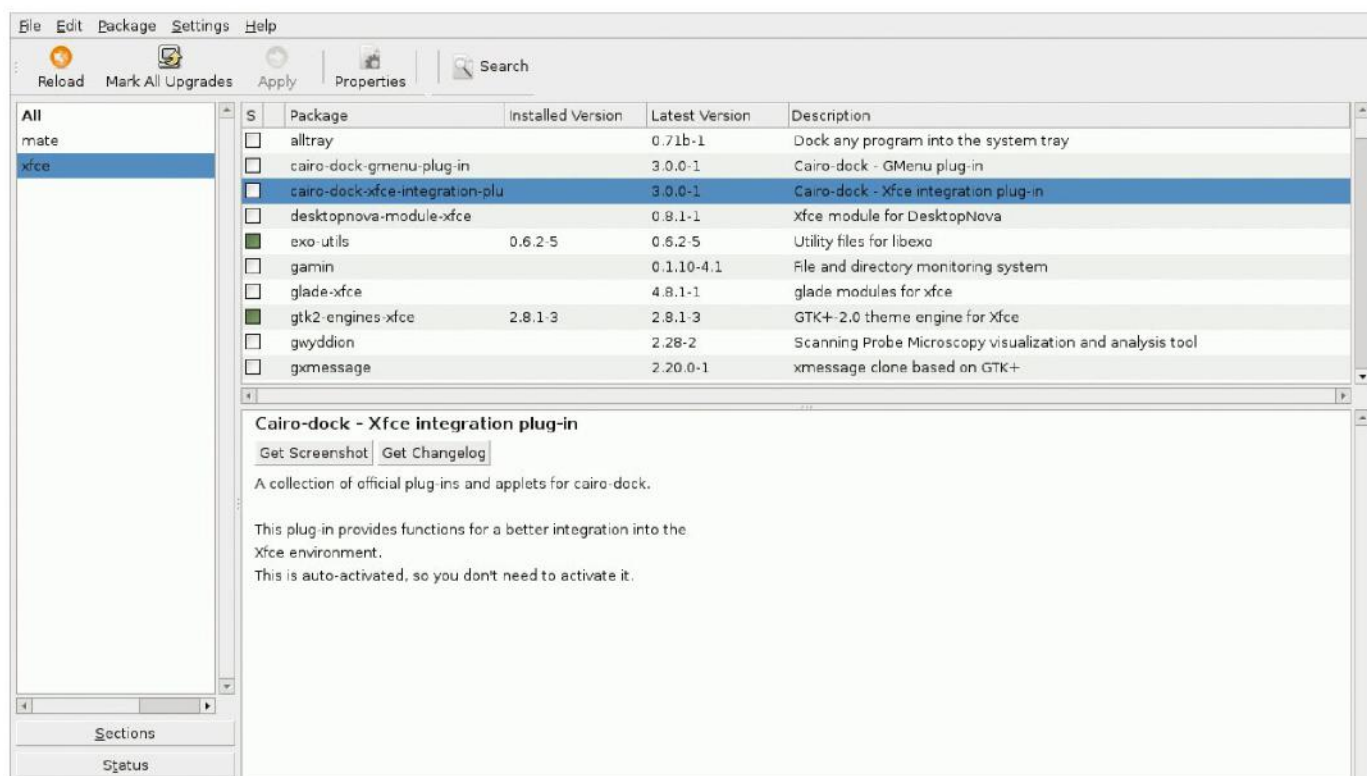 File Edit Package Settings Help
Reload Mark All Upgrades Apply Properties Search
All
mate
xfce
S Package Installed Version Latest Version Description
alltray 0.71b-1 Dock any program into the system tray
cairo-dock-gmenu-plug-in 3.0.0-1 Cairo-dock - GMenu plug-in
cairo-dock-xfce-integration-plu 3.0.0-1 Cairo-dock - Xfce integration plug-in
desktopnova-module-xfce 0.8.1-1 Xfce module for DesktopNova
exo-utils 0.6.2-5 0.6.2-5 Utility files for libexo
gamin 0.1.10-4.1 File and directory monitoring system
glade-xfce 4.8.1-1 glade modules for xfce
gtk2-engines-xfce 2.8.1-3 2.8.1-3 GTK+-2.0 theme engine for Xfce
gwyddion 2.28-2 Scanning Probe Microscopy visualization and analysis tool
gxmessage 2.20.0-1 xmessage clone based on GTK+
Cairo-dock - Xfce integration plug-in
Get Screenshot Get Changelog
A collection of official plug-ins and applets for cairo-dock.
This plug-in provides functions for a better integration into the
Xfce environment.
This is auto-activated, so you don't need to activate it.
Sections
Status